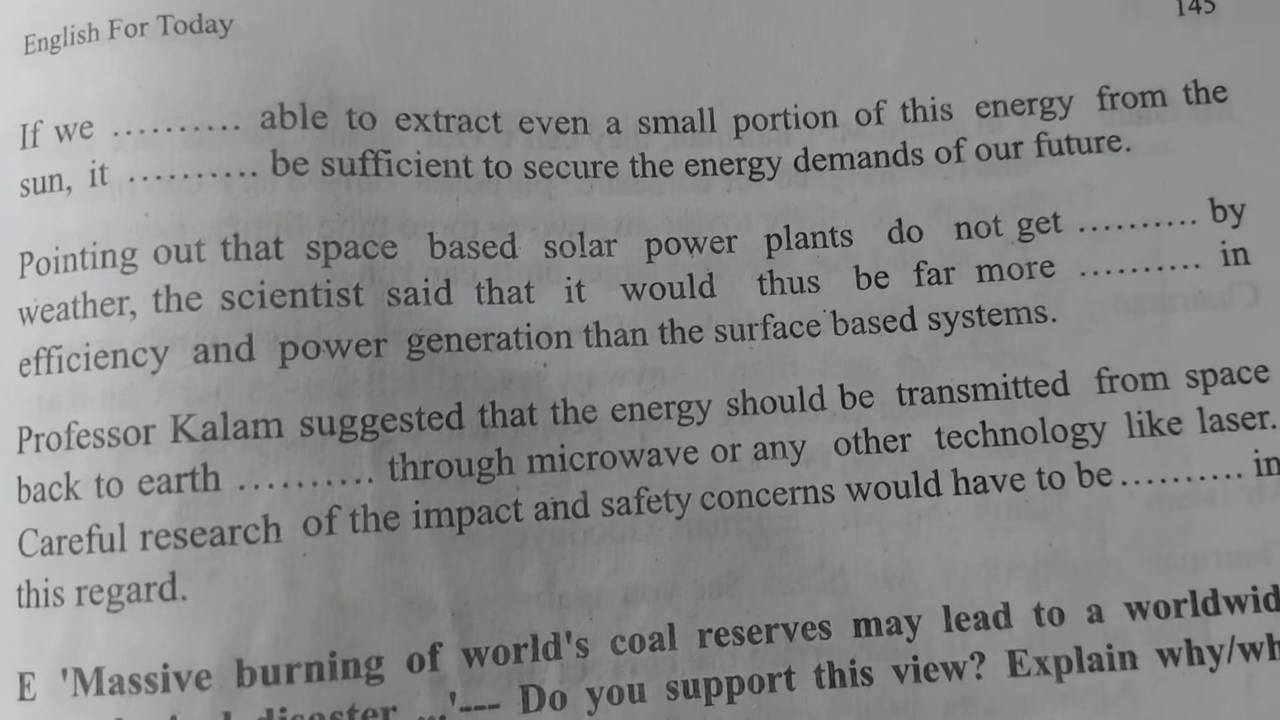 English For Today
145
If we .......... able to extract even a small portion of this energy from the
sun, it .......... be sufficient to secure the energy demands of our future.
Pointing out that space based solar power plants do not get .......... by
weather, the scientist said that it would thus be far more .......... in
efficiency and power generation than the surface based systems.
Professor Kalam suggested that the energy should be transmitted from space
back to earth .......... through microwave or any other technology like laser.
Careful research of the impact and safety concerns would have to be .......... in
this regard.
E 'Massive burning of world's coal reserves may lead to a worldwid
disaster ...'--- Do you support this view? Explain why/wh